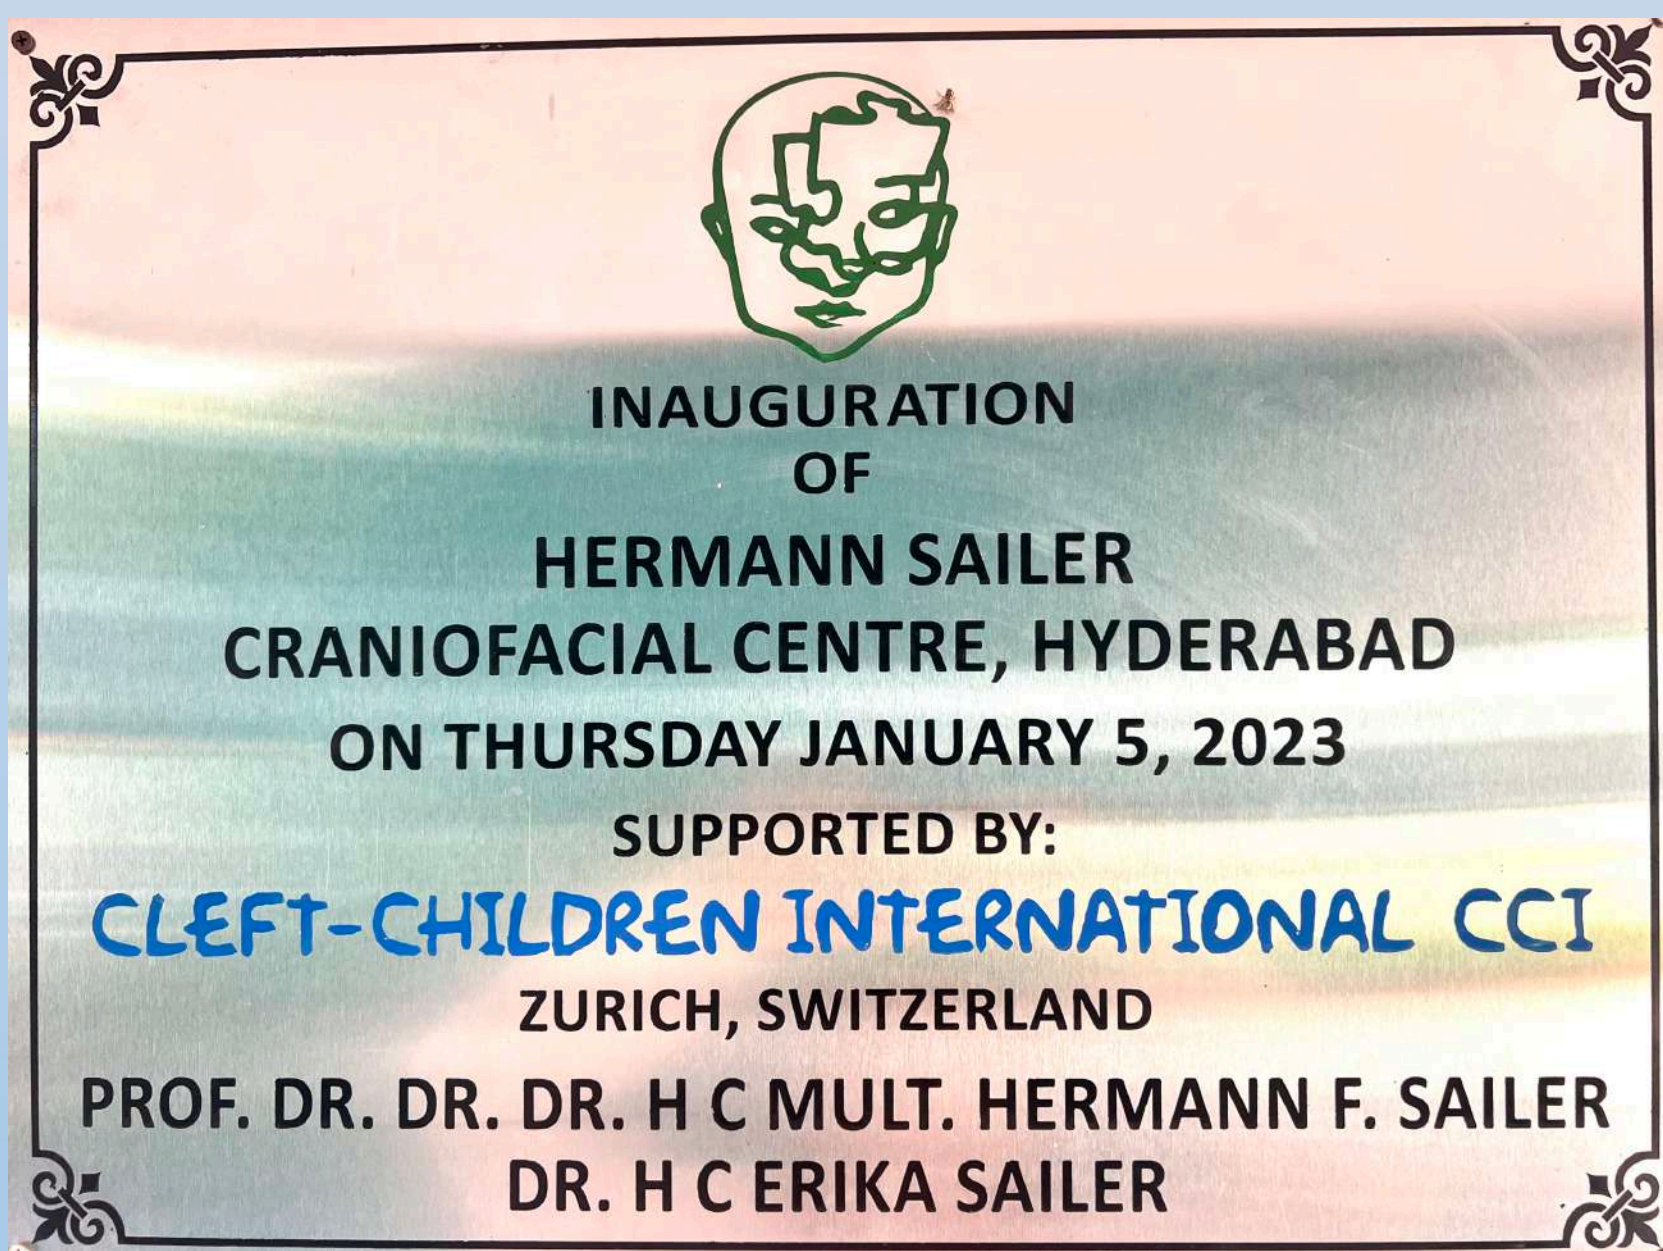 INAUGURATION
OF
HERMANN SAILER
CRANIOFACIAL CENTRE, HYDERABAD
ON THURSDAY JANUARY 5, 2023
SUPPORTED BY:
CLEFT-CHILDREN INTERNATIONAL CCI
ZURICH, SWITZERLAND
PROF. DR. DR. DR. H C MULT. HERMANN F. SAILER
DR. H C ERIKA SAILER